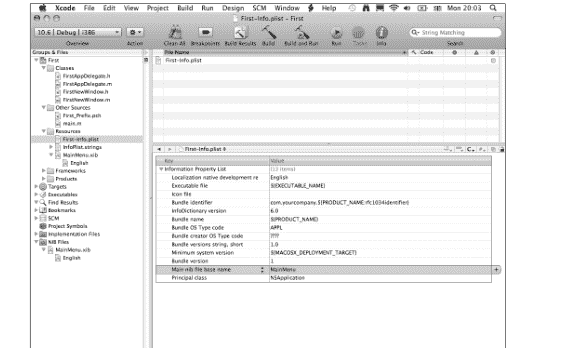 Xcode File Edit View Project Build Run Design SCM Window Help Mon 20:03
First-Info.plist - First
10.6 | Debug | i386
Overview Action Clean All Breakpoints Build Results Build Build and Run Run Tasks Info Search
String Matching
Groups & Files
File Name Code
First
First-Info.plist
Classes
FirstAppDelegate.h
FirstAppDelegate.m
FirstNewWindow.h
FirstNewWindow.m
Other Sources
First_Prefix.pch
main.m
Resources
First-Info.plist
InfoPlist.strings
MainMenu.xib
English
Frameworks
Products
Targets
Executables
Find Results
Bookmarks
SCM
Project Symbols
Implementation Files
NIB Files
MainMenu.xib
English
First-Info.plist
Key Value
Information Property List (12 items)
Localization native development re English
Executable file ${EXECUTABLE_NAME}
Icon file
Bundle identifier com.yourcompany.${PRODUCT_NAME:rfc1034identifier}
InfoDictionary version 6.0
Bundle name ${PRODUCT_NAME}
Bundle OS Type code APPL
Bundle creator OS Type code ????
Bundle versions string, short 1.0
Minimum system version ${MACOSX_DEPLOYMENT_TARGET}
Bundle version 1
Main nib file base name MainMenu
Principal class NSApplication